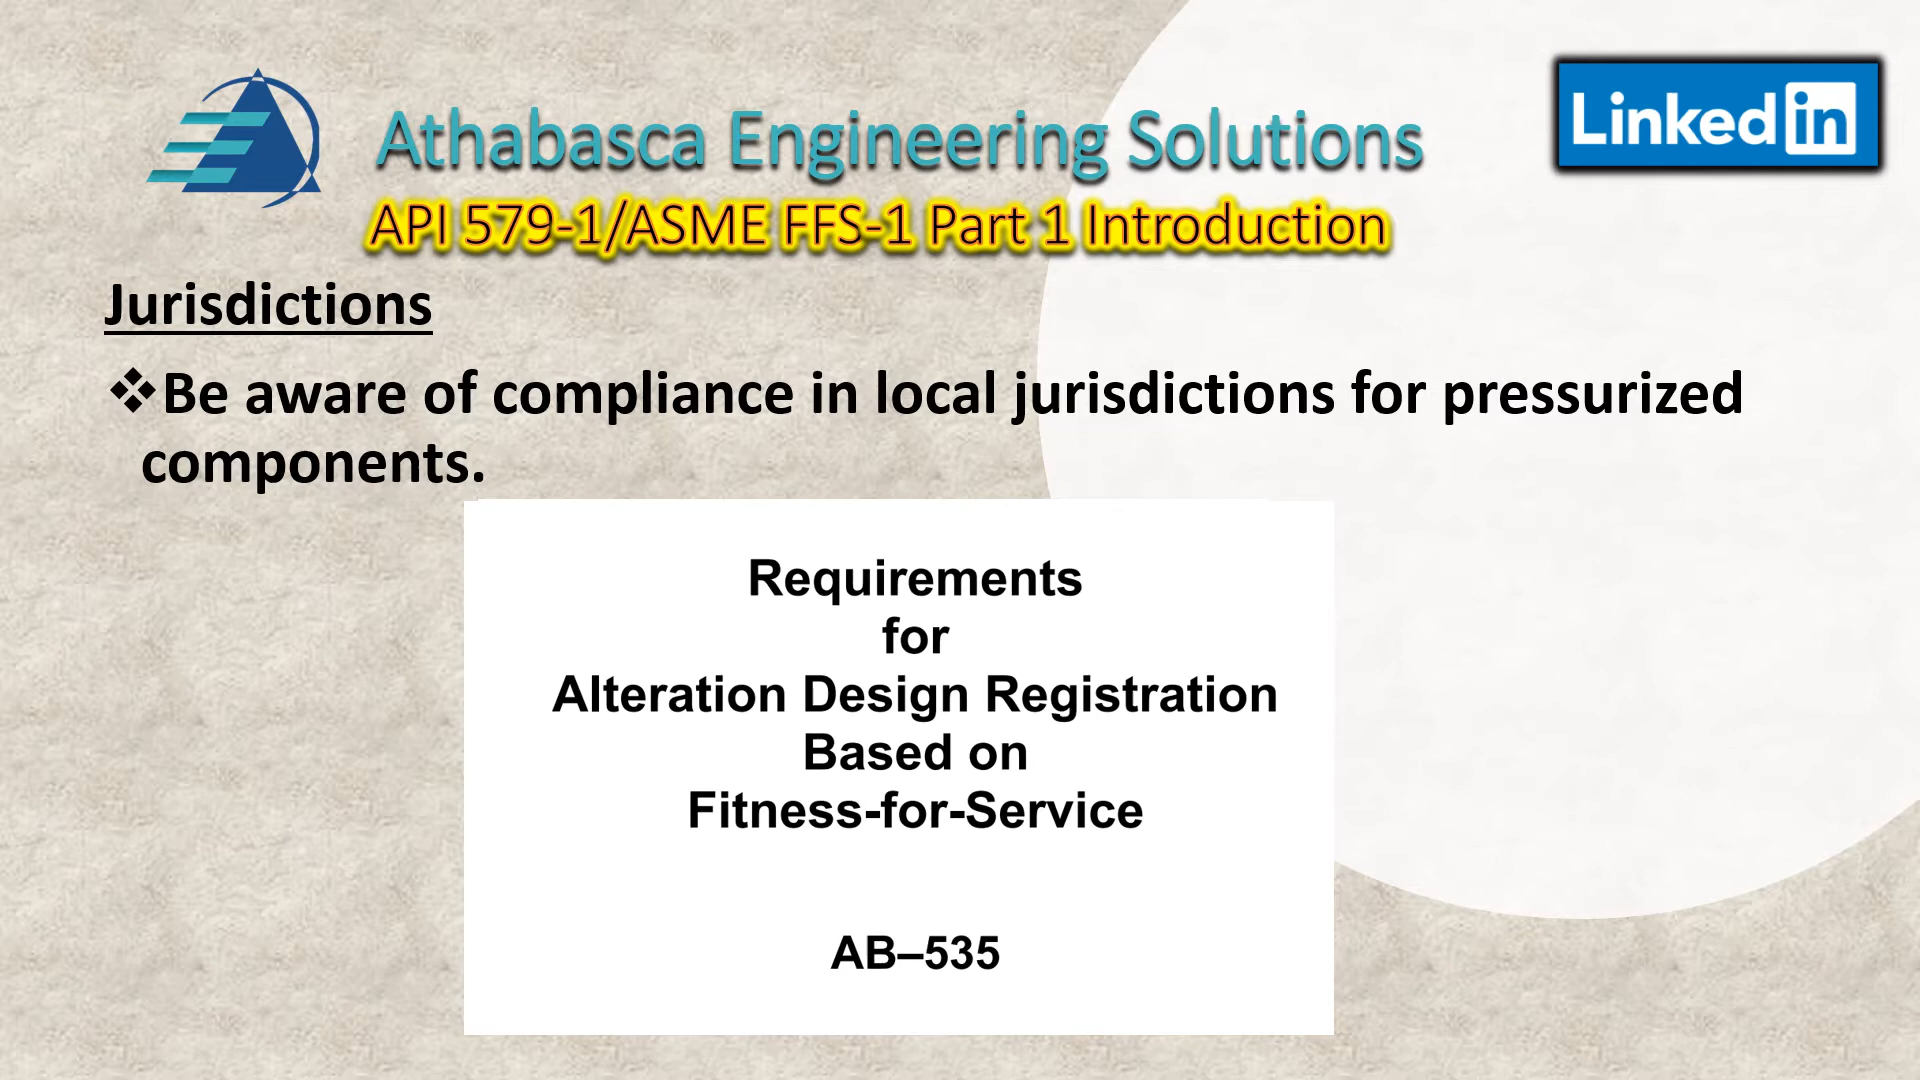 Athabasca Engineering Solutions
LinkedIn
API 579-1/ASME FFS-1 Part 1 Introduction
Jurisdictions
❖Be aware of compliance in local jurisdictions for pressurized
components.
Requirements
for
Alteration Design Registration
Based on
Fitness-for-Service
AB–535